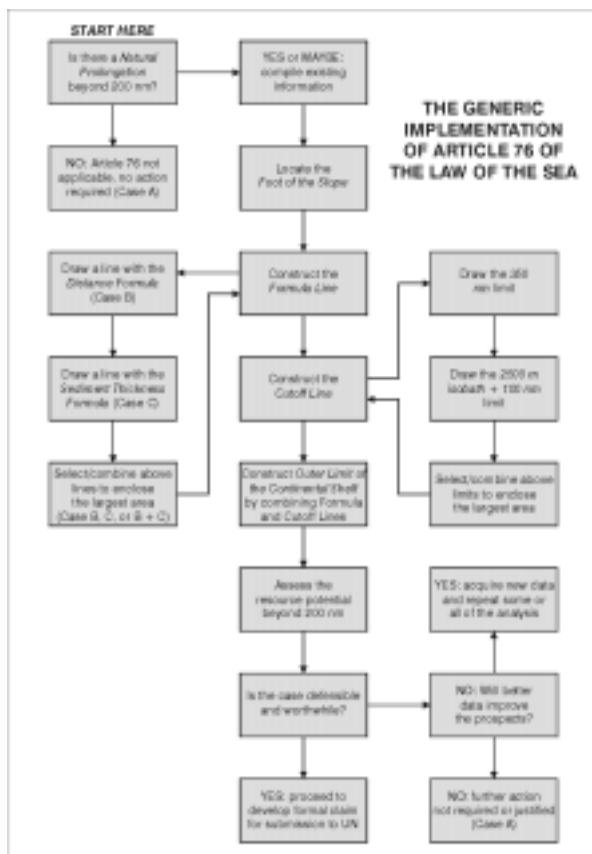 START HERE
Is there a Natural
Prolongation
beyond 200 nm?
YES or MAYBE:
compile existing
information
THE GENERIC
IMPLEMENTATION
OF ARTICLE 76 OF
THE LAW OF THE SEA
NO: Article 76 not
applicable, no action
required (Case A)
Locate the
Foot of the Slope
Draw a line with the
Distance Formula
(Case B)
Construct the
Formula Line
Draw the 350
nm limit
Draw a line with the
Sediment Thickness
Formula (Case C)
Construct the
Cutoff Line
Draw the 2500 m
isobath + 100 nm
limit
Select/combine above
lines to enclose
the largest area
(Case B, C, or B + C)
Construct Outer Limit of
the Continental Shelf
by combining Formula
and Cutoff Lines
Select/combine above
limits to enclose
the largest area
Assess the
resource potential
beyond 200 nm
YES: acquire new data
and repeat some or
all of the analysis
Is the case defensible
and worthwhile?
NO: Will better
data improve
the prospects?
YES: proceed to
develop formal claim
for submission to UN
NO: further action
not required or justified
(Case A)